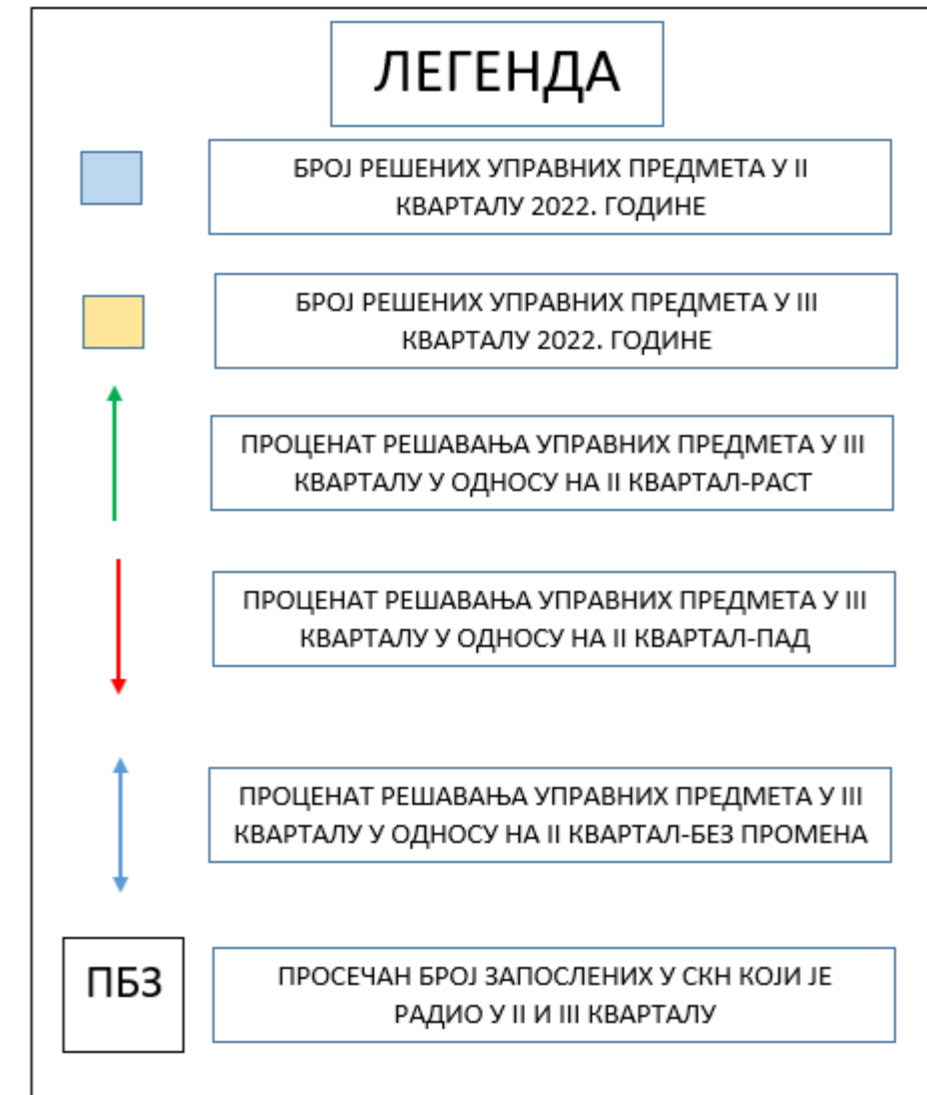 ЛЕГЕНДА
БРОЈ РЕШЕНИХ УПРАВНИХ ПРЕДМЕТА У II
КВАРТАЛУ 2022. ГОДИНЕ
БРОЈ РЕШЕНИХ УПРАВНИХ ПРЕДМЕТА У III
КВАРТАЛУ 2022. ГОДИНЕ
ПРОЦЕНАТ РЕШАВАЊА УПРАВНИХ ПРЕДМЕТА У III
КВАРТАЛУ У ОДНОСУ НА II КВАРТАЛ-РАСТ
ПРОЦЕНАТ РЕШАВАЊА УПРАВНИХ ПРЕДМЕТА У III
КВАРТАЛУ У ОДНОСУ НА II КВАРТАЛ-ПАД
ПРОЦЕНАТ РЕШАВАЊА УПРАВНИХ ПРЕДМЕТА У III
КВАРТАЛУ У ОДНОСУ НА II КВАРТАЛ-БЕЗ ПРОМЕНА
ПБЗ
ПРОСЕЧАН БРОЈ ЗАПОСЛЕНИХ У СКН КОЈИ ЈЕ
РАДИО У II И III КВАРТАЛУ